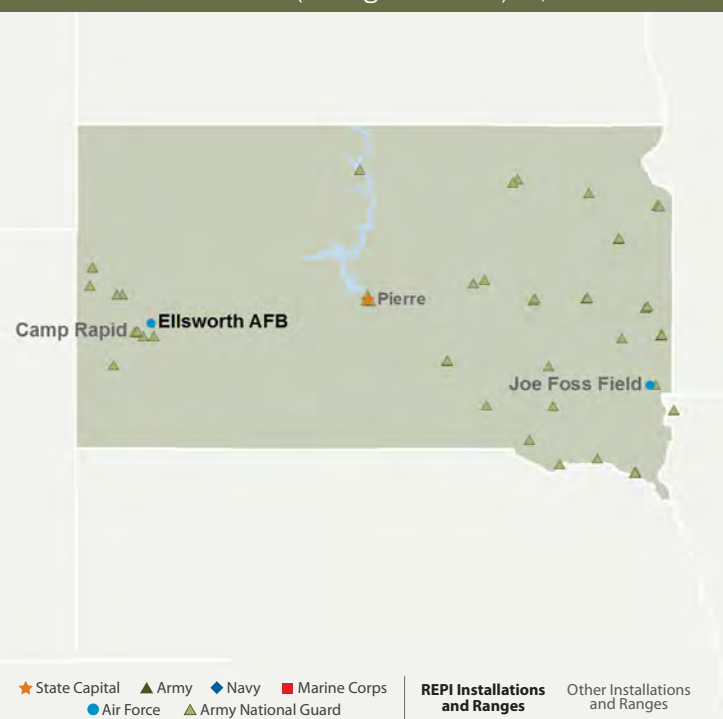 Pierre
Ellsworth AFB
Camp Rapid
Joe Foss Field
State Capital Army Navy Marine Corps
Air Force Army National Guard
REPI Installations
and Ranges
Other Installations
and Ranges